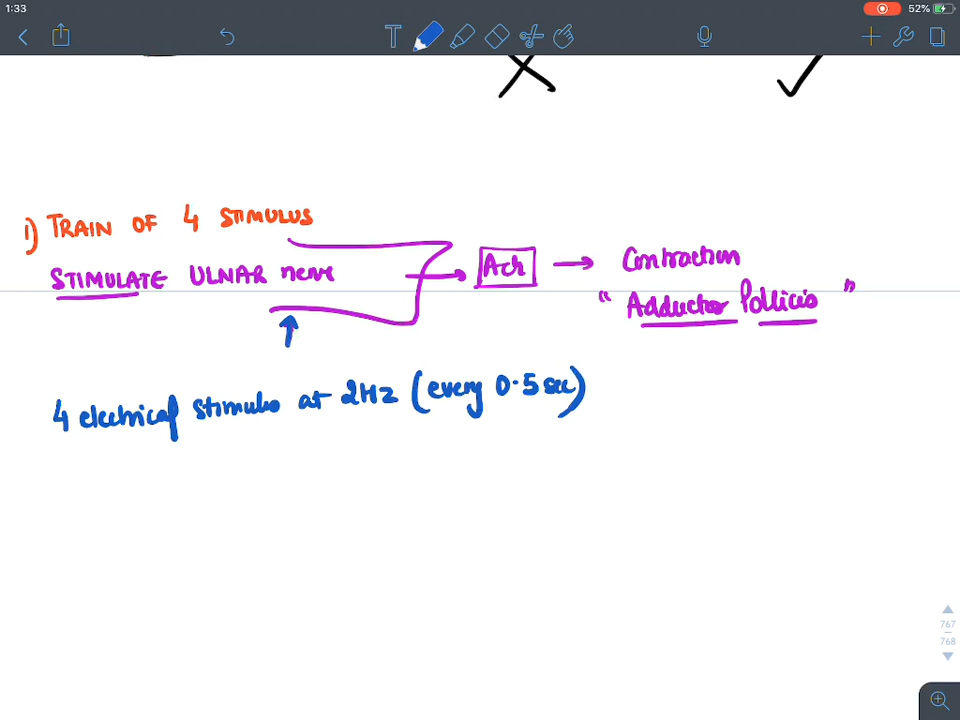 1:33
52%
T
1) TRAIN OF 4 STIMULUS
STIMULATE ULNAR nerve
Ach → Contraction
" Adductor Pollicis "
4 electrical stimulus at 2Hz (every 0.5 sec)
767
768